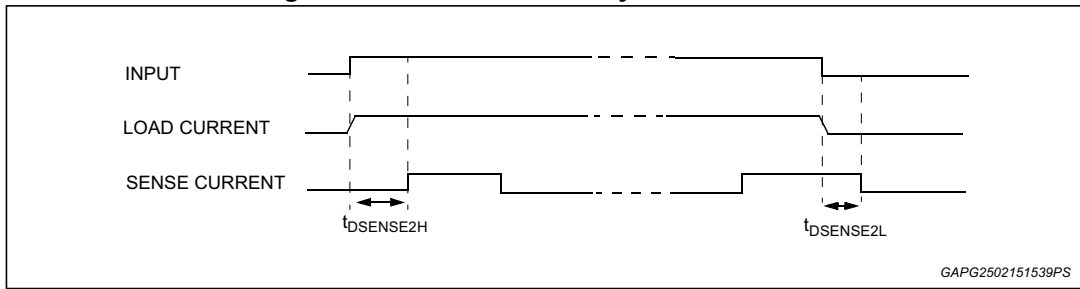 INPUT
LOAD CURRENT
SENSE CURRENT
tDSENSE2H
tDSENSE2L
GAPG2502151539PS